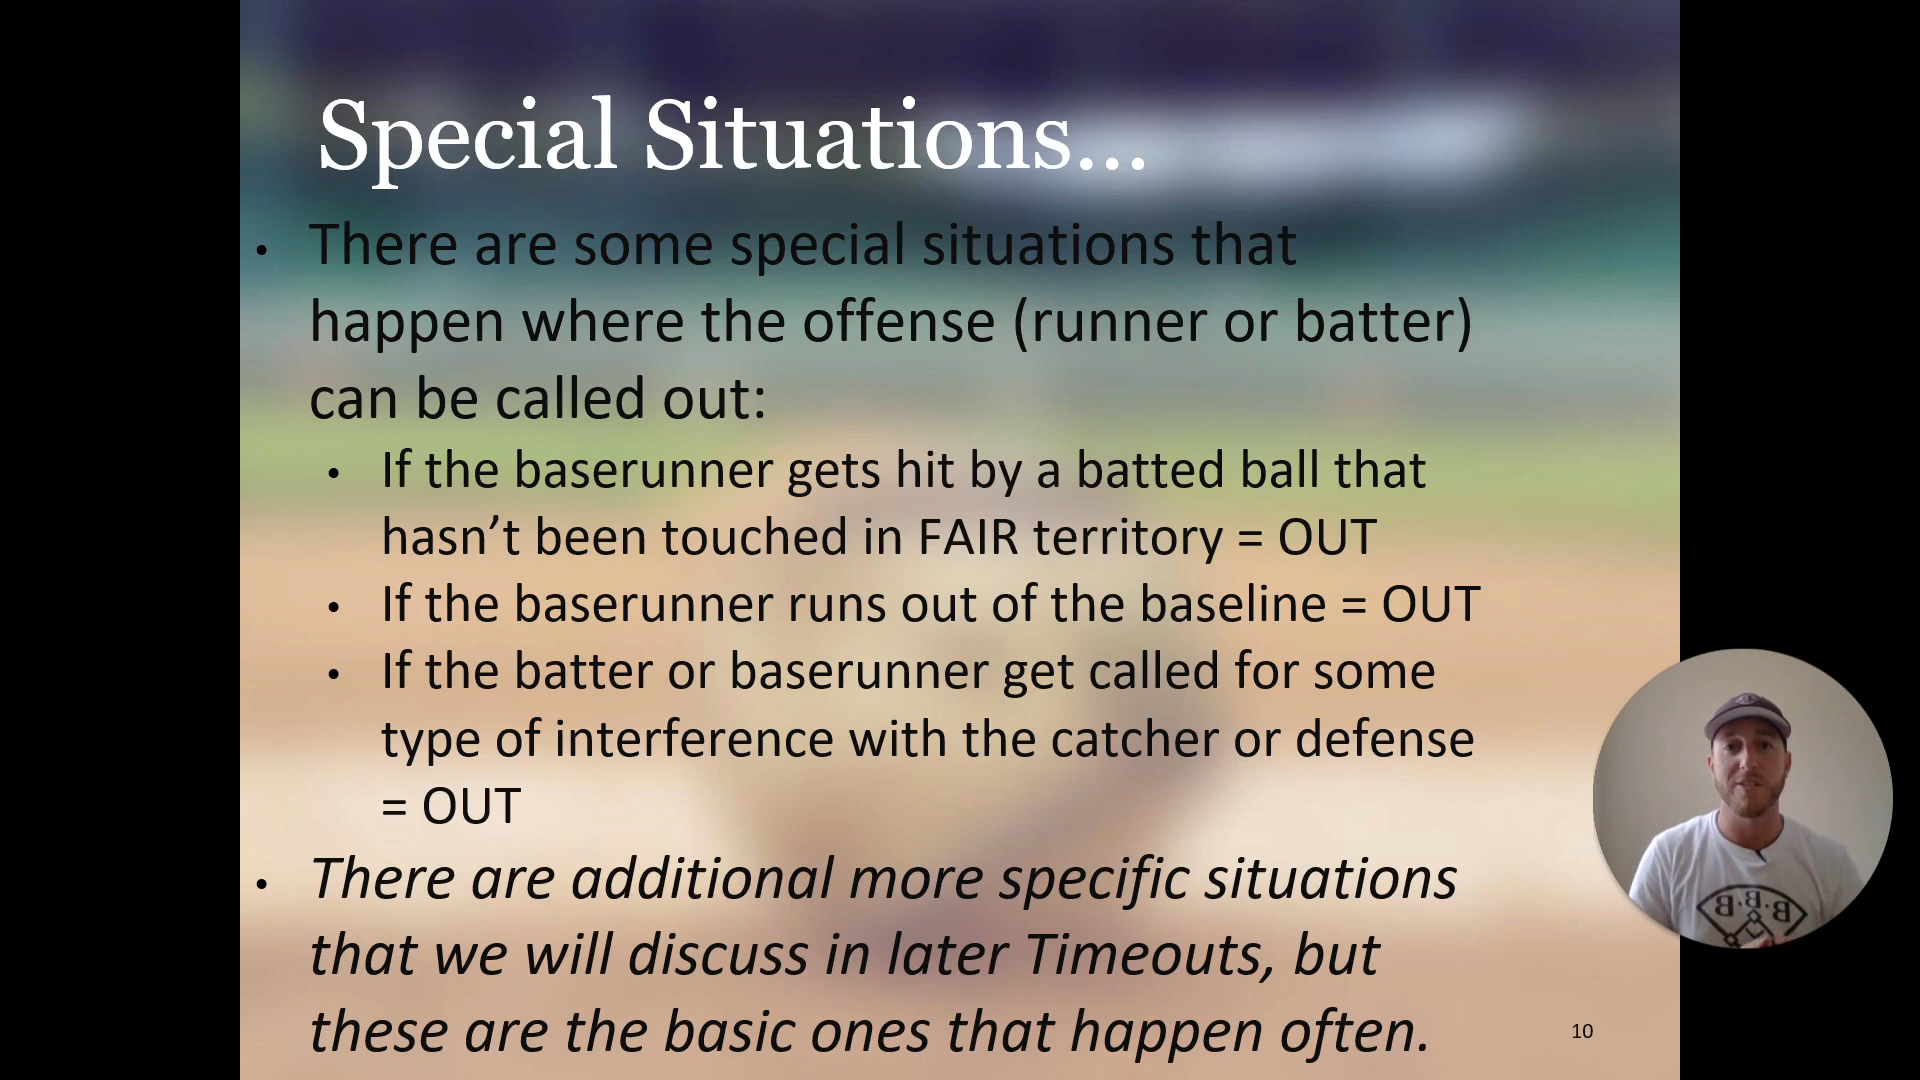 Special Situations...
• There are some special situations that
happen where the offense (runner or batter)
can be called out:
• If the baserunner gets hit by a batted ball that
hasn’t been touched in FAIR territory = OUT
• If the baserunner runs out of the baseline = OUT
• If the batter or baserunner get called for some
type of interference with the catcher or defense
= OUT
• There are additional more specific situations
that we will discuss in later Timeouts, but
these are the basic ones that happen often.
10
B.B.B